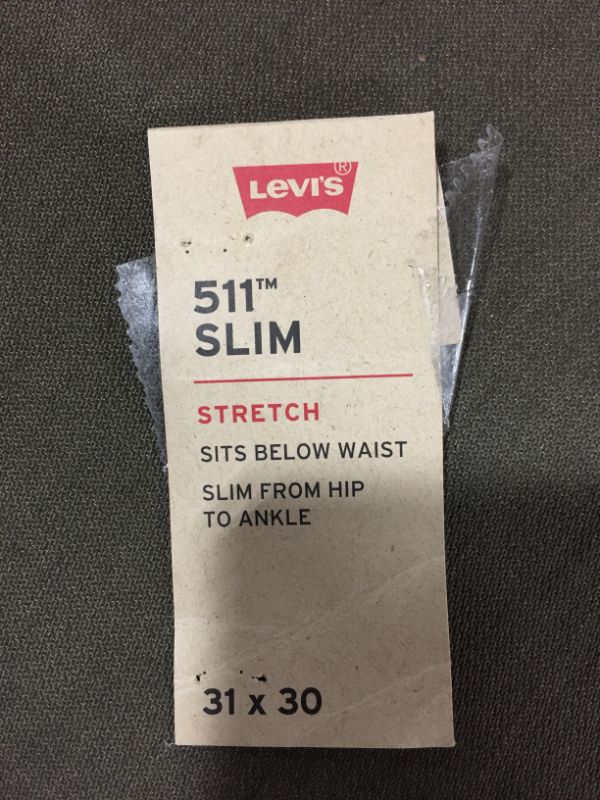 LEVI'S®
511™
SLIM
STRETCH
SITS BELOW WAIST
SLIM FROM HIP
TO ANKLE
31 x 30